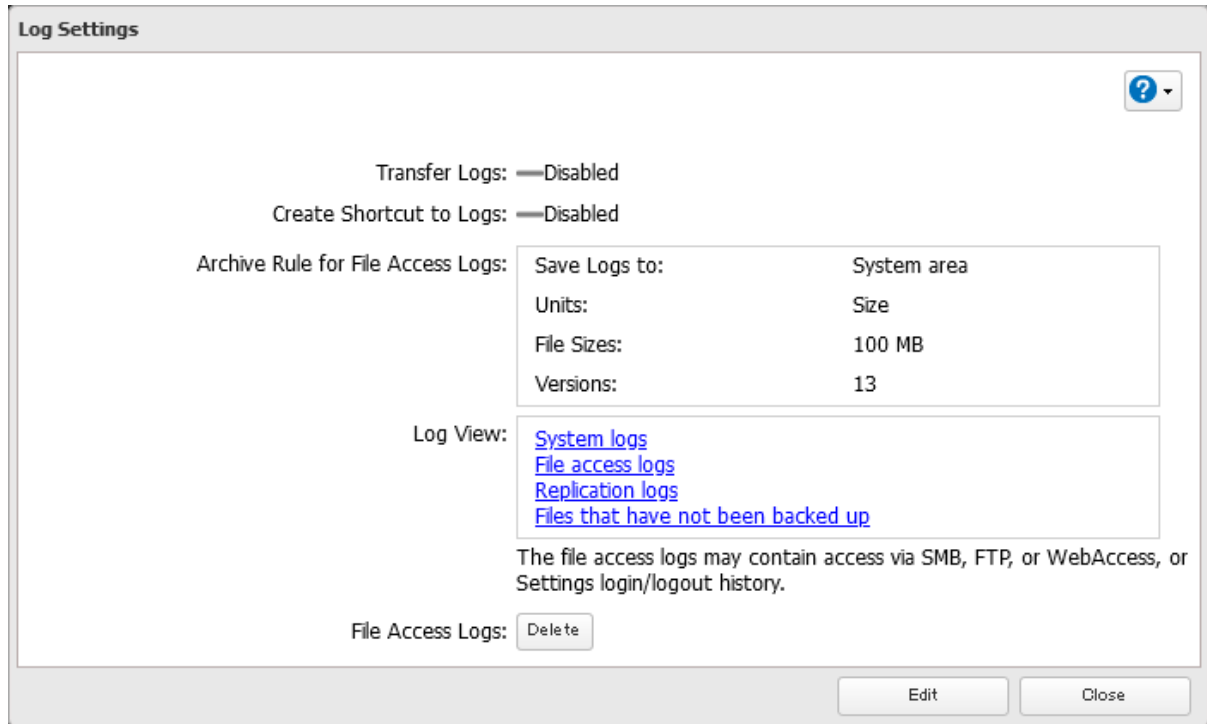 Log Settings
?
Transfer Logs: Disabled
Create Shortcut to Logs: Disabled
Archive Rule for File Access Logs: Save Logs to: System area
Units: Size
File Sizes: 100 MB
Versions: 13
Log View: System logs
File access logs
Replication logs
Files that have not been backed up
The file access logs may contain access via SMB, FTP, or WebAccess, or
Settings login/logout history.
File Access Logs: Delete
Edit Close